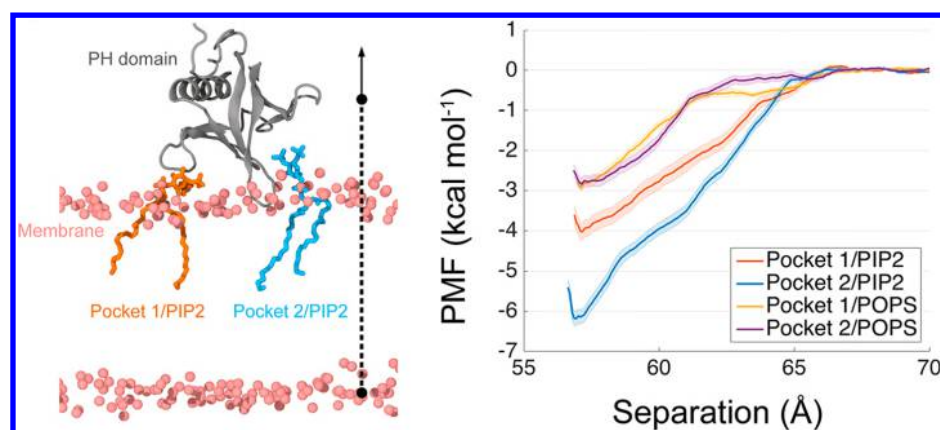 PH domain
Membrane
Pocket 1/PIP2 Pocket 2/PIP2
PMF (kcal mol⁻¹)
1
0
-1
-2
-3
-4
-5
-6
-7
55 60 65 70
Separation (Å)
Pocket 1/PIP2
Pocket 2/PIP2
Pocket 1/POPS
Pocket 2/POPS